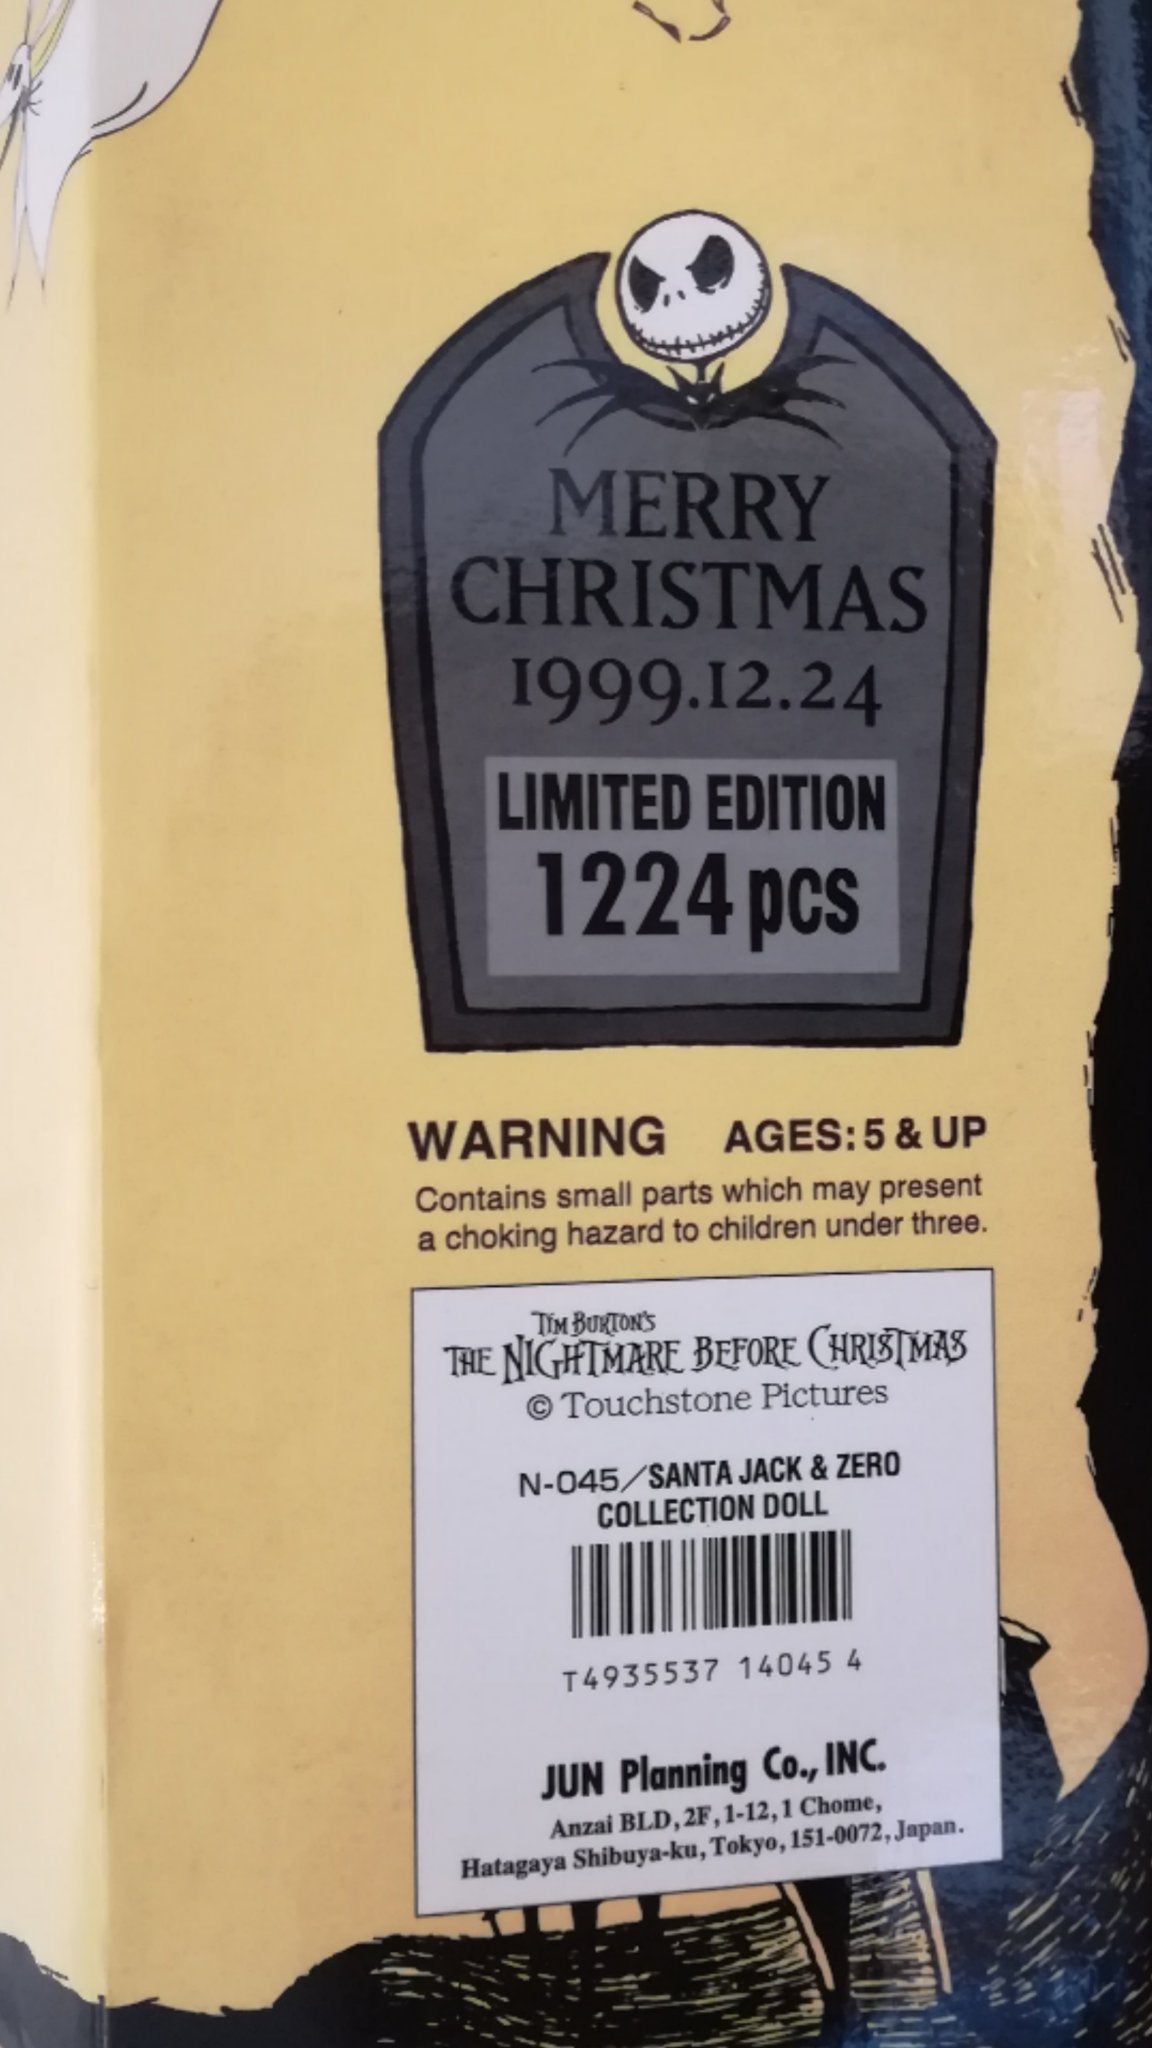 MERRY
CHRISTMAS
1999.12.24
LIMITED EDITION
1224 pcs
WARNING AGES: 5 & UP
Contains small parts which may present
a choking hazard to children under three.
TIM BURTON'S
THE NIGHTMARE BEFORE CHRISTMAS
© Touchstone Pictures
N-045/SANTA JACK & ZERO
COLLECTION DOLL
T4935537 14045 4
JUN Planning Co., INC.
Anzai BLD, 2F, 1-12, 1 Chome,
Hatagaya Shibuya-ku, Tokyo, 151-0072, Japan.